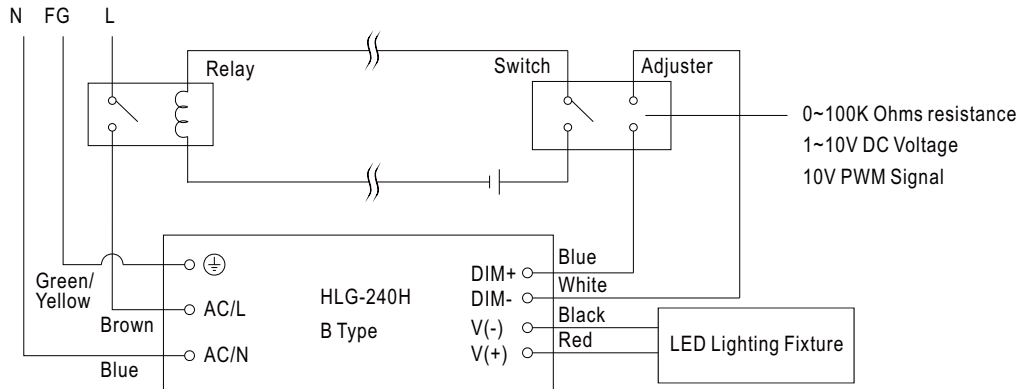 N FG L
Relay
Switch
Adjuster
0~100K Ohms resistance
1~10V DC Voltage
10V PWM Signal
Green/
Yellow
Brown
Blue
AC/L
AC/N
HLG-240H
B Type
DIM+
DIM-
V(-)
V(+)
Blue
White
Black
Red
LED Lighting Fixture